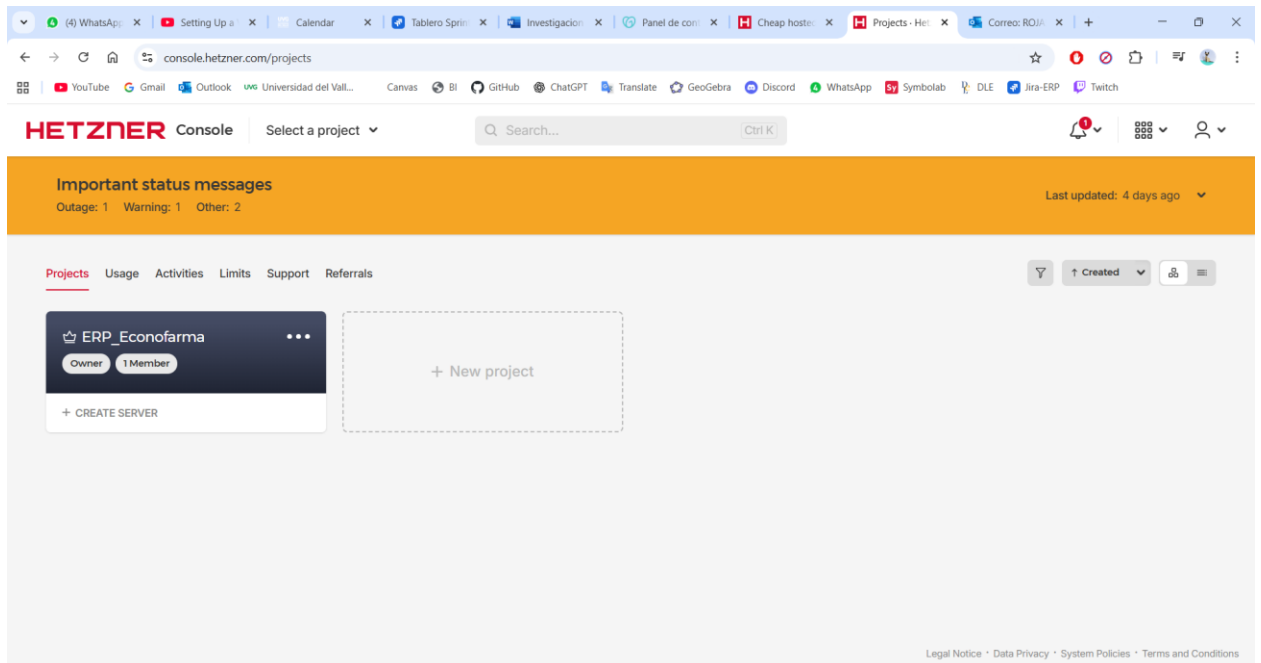 (4) WhatsApp
Setting Up a
Calendar
Tablero Sprin
Investigacion
Panel de con
Cheap hosted
Projects · Het
Correo: ROJA
console.hetzner.com/projects
YouTube Gmail Outlook UVG Universidad del Vall... Canvas BI GitHub ChatGPT Translate GeoGebra Discord WhatsApp Sy Symbolab DLE Jira-ERP Twitch
HETZNER Console Select a project Search... Ctrl K 1
Important status messages
Outage: 1 Warning: 1 Other: 2
Last updated: 4 days ago
Projects Usage Activities Limits Support Referrals
↑ Created
ERP_Econofarma
Owner 1 Member
+ CREATE SERVER
+ New project
Legal Notice · Data Privacy · System Policies · Terms and Conditions